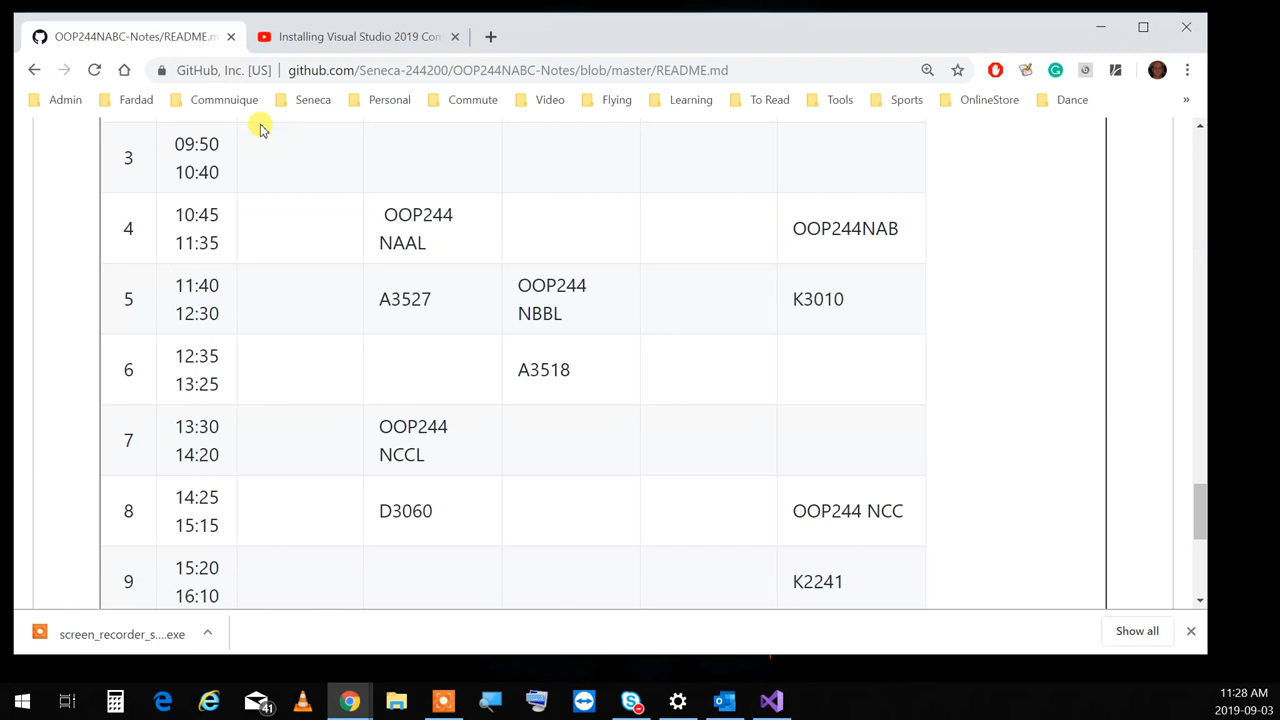 OOP244NABC-Notes/README.m
Installing Visual Studio 2019 Com
GitHub, Inc. [US]
github.com/Seneca-244200/OOP244NABC-Notes/blob/master/README.md
Admin Fardad Commnuique Seneca Personal Commute Video Flying Learning To Read Tools Sports OnlineStore Dance »
3 09:50
10:40
4 10:45 OOP244 OOP244NAB
11:35 NAAL
5 11:40 A3527 OOP244 K3010
12:30 NBBL
6 12:35 A3518
13:25
7 13:30 OOP244
14:20 NCCL
8 14:25 D3060 OOP244 NCC
15:15
9 15:20 K2241
16:10
screen_recorder_s....exe
Show all
41
11:28 AM
2019-09-03